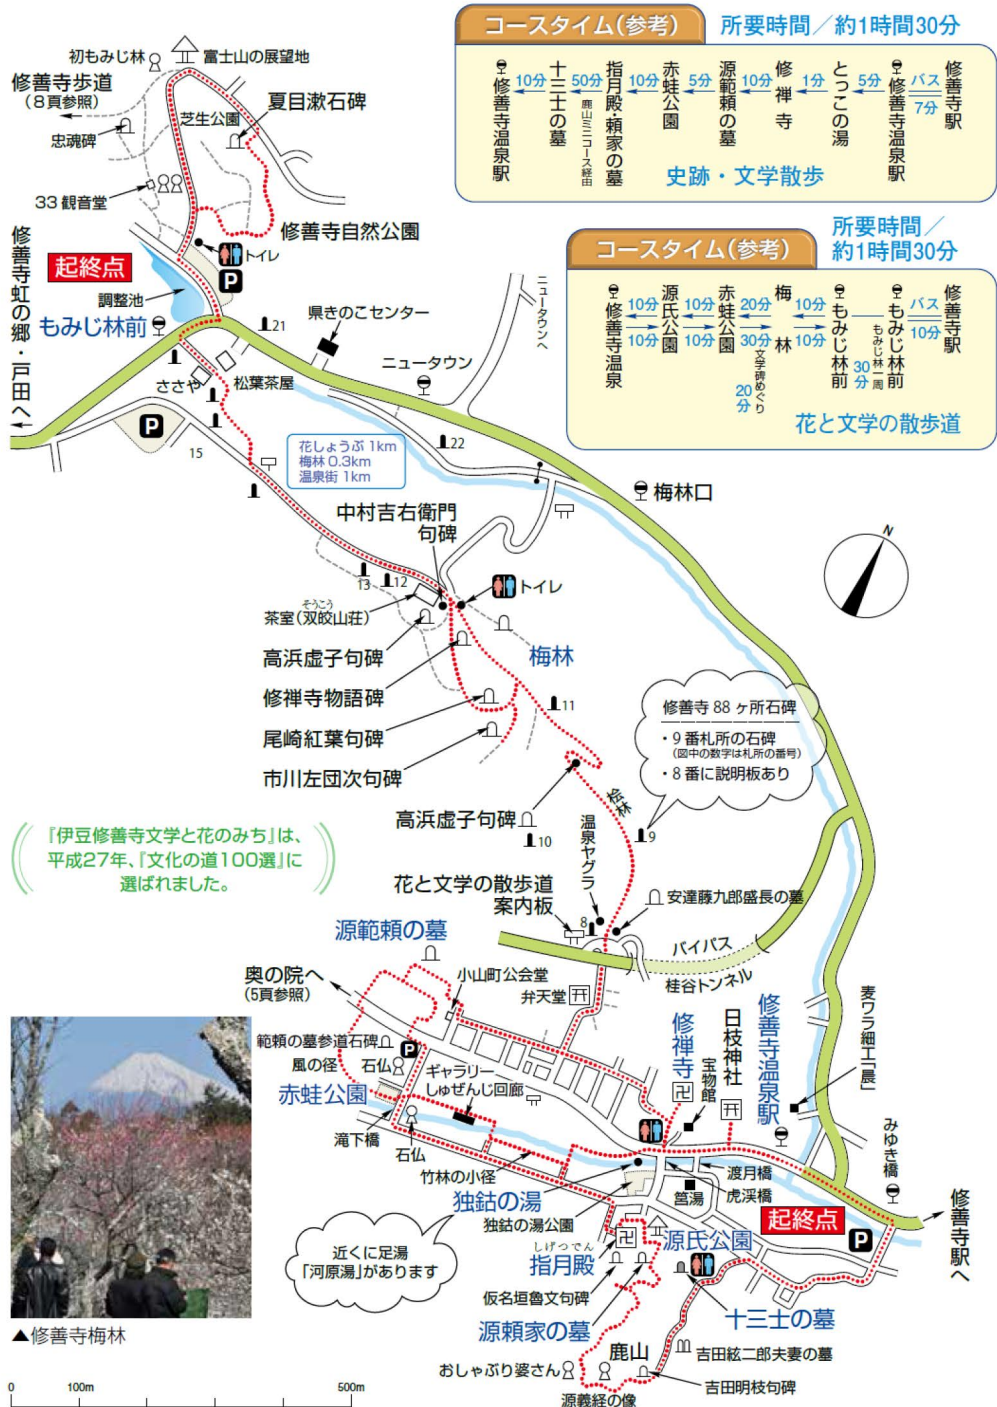 コースタイム(参考)
所要時間／約1時間30分
修善寺駅
バス
7分
修善寺温泉駅
5分
とっこの湯
1分
修禅寺
10分
源範頼の墓
5分
赤蛙公園
10分
指月殿・頼家の墓
50分
鹿山ミニコース経由
十三士の墓
10分
修善寺温泉駅
史跡・文学散歩
コースタイム(参考)
所要時間／
約1時間30分
修善寺駅
バス
10分
もみじ林前
もみじ林一周
30分
もみじ林前
10分
10分
梅林
20分
30分
文学碑めぐり
20分
赤蛙公園
10分
10分
源氏公園
10分
10分
修善寺温泉
花と文学の散歩道
初もみじ林
富士山の展望地
修善寺歩道
(8頁参照)
夏目漱石碑
芝生公園
忠魂碑
33観音堂
修善寺自然公園
トイレ
P
起終点
調整池
もみじ林前
修善寺虹の郷・戸田へ
21
県きのこセンター
ニュータウンへ
ニュータウン
ささや
松葉茶屋
P
15
22
花しょうぶ 1km
梅林 0.3km
温泉街 1km
梅林口
N
中村吉右衛門
句碑
13
12
トイレ
そうこう
茶室(双皎山荘)
高浜虚子句碑
梅林
修禅寺物語碑
尾崎紅葉句碑
11
市川左団次句碑
修善寺 88 ヶ所石碑
・9 番札所の石碑
(図中の数字は札所の番号)
・8 番に説明板あり
桧林
高浜虚子句碑
10
9
温泉ヤグラ
『伊豆修善寺文学と花のみち』は、
平成27年、『文化の道100選』に
選ばれました。
花と文学の散歩道
案内板
8
安達藤九郎盛長の墓
バイパス
桂谷トンネル
源範頼の墓
奥の院へ
(5頁参照)
小山町公会堂
弁天堂
範頼の墓参道石碑
P
風の径
石仏
ギャラリー
しゅぜんじ回廊
赤蛙公園
滝下橋
石仏
竹林の小径
修禅寺
宝物館
日枝神社
修善寺温泉駅
麦ワラ細工「晨」
みゆき橋
渡月橋
虎渓橋
筥湯
独鈷の湯
独鈷の湯公園
起終点
P
修善寺駅へ
近くに足湯
「河原湯」があります
しげつでん
指月殿
源氏公園
仮名垣魯文句碑
源頼家の墓
十三士の墓
鹿山
吉田絃二郎夫妻の墓
おしゃぶり婆さん
吉田明枝句碑
源義経の像
▲修善寺梅林
0
100m
500m